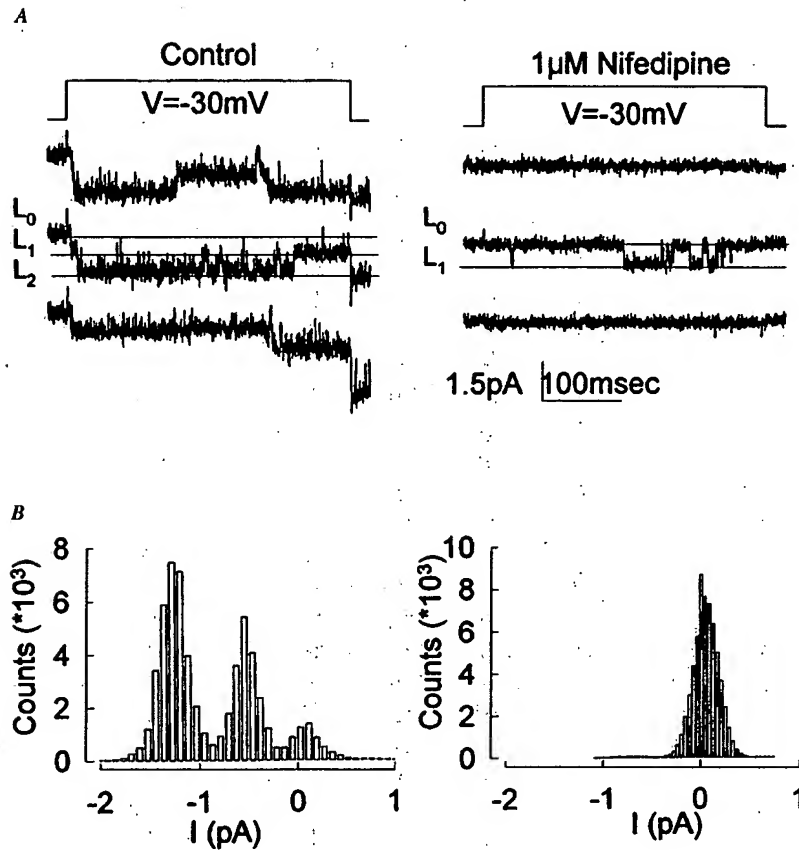 A
Control
V=-30mV
L0
L1
L2
1µM Nifedipine
V=-30mV
L0
L1
1.5pA 100msec
B
Counts (*10³)
8
6
4
2
0
-2 -1 0 1
I (pA)
Counts (*10³)
10
8
6
4
2
0
-2 -1 0 1
I (pA)